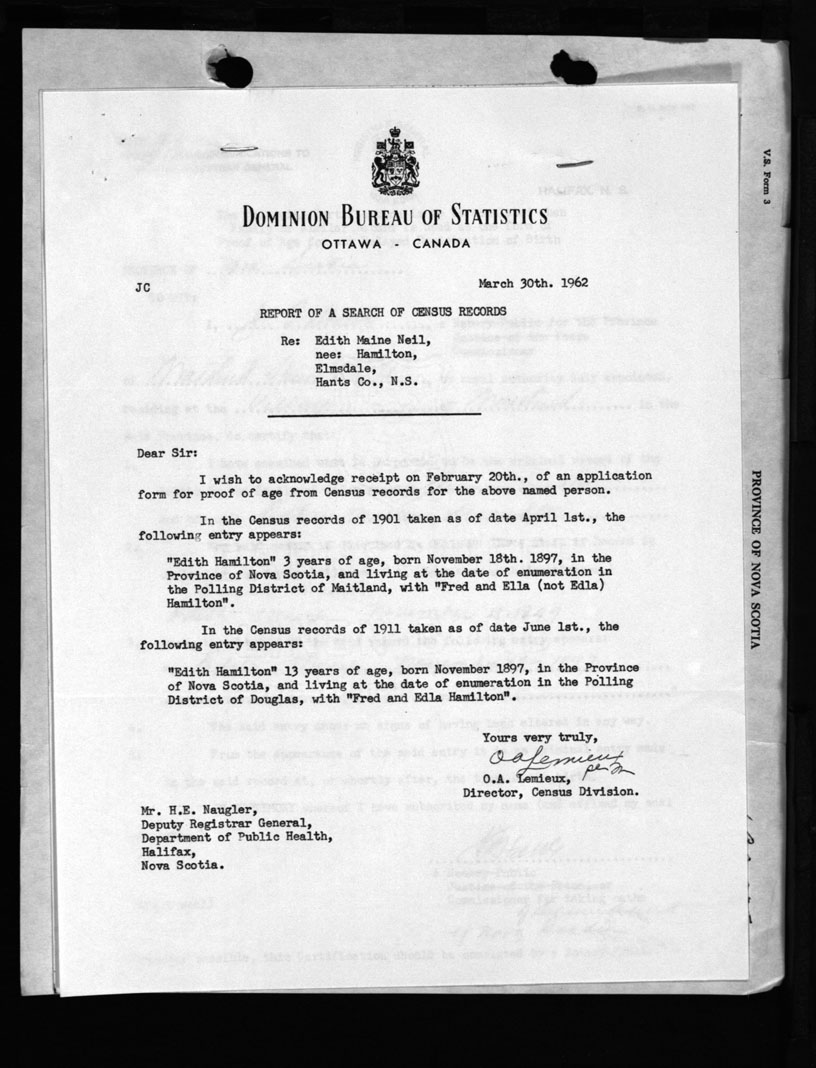 DOMINION BUREAU OF STATISTICS
OTTAWA - CANADA
JC
March 30th. 1962
REPORT OF A SEARCH OF CENSUS RECORDS
Re: Edith Maine Neil,
nee: Hamilton,
Elmsdale,
Hants Co., N.S.
Dear Sir:
I wish to acknowledge receipt on February 20th., of an application
form for proof of age from Census records for the above named person.
In the Census records of 1901 taken as of date April 1st., the
following entry appears:
"Edith Hamilton" 3 years of age, born November 18th. 1897, in the
Province of Nova Scotia, and living at the date of enumeration in
the Polling District of Maitland, with "Fred and Ella (not Edla)
Hamilton".
In the Census records of 1911 taken as of date June 1st., the
following entry appears:
"Edith Hamilton" 13 years of age, born November 1897, in the Province
of Nova Scotia, and living at the date of enumeration in the Polling
District of Douglas, with "Fred and Edla Hamilton".
Yours very truly,
O A Lemieux
per
O.A. Lemieux,
Director, Census Division.
Mr. H.E. Naugler,
Deputy Registrar General,
Department of Public Health,
Halifax,
Nova Scotia.
V.S. Form 3
PROVINCE OF NOVA SCOTIA